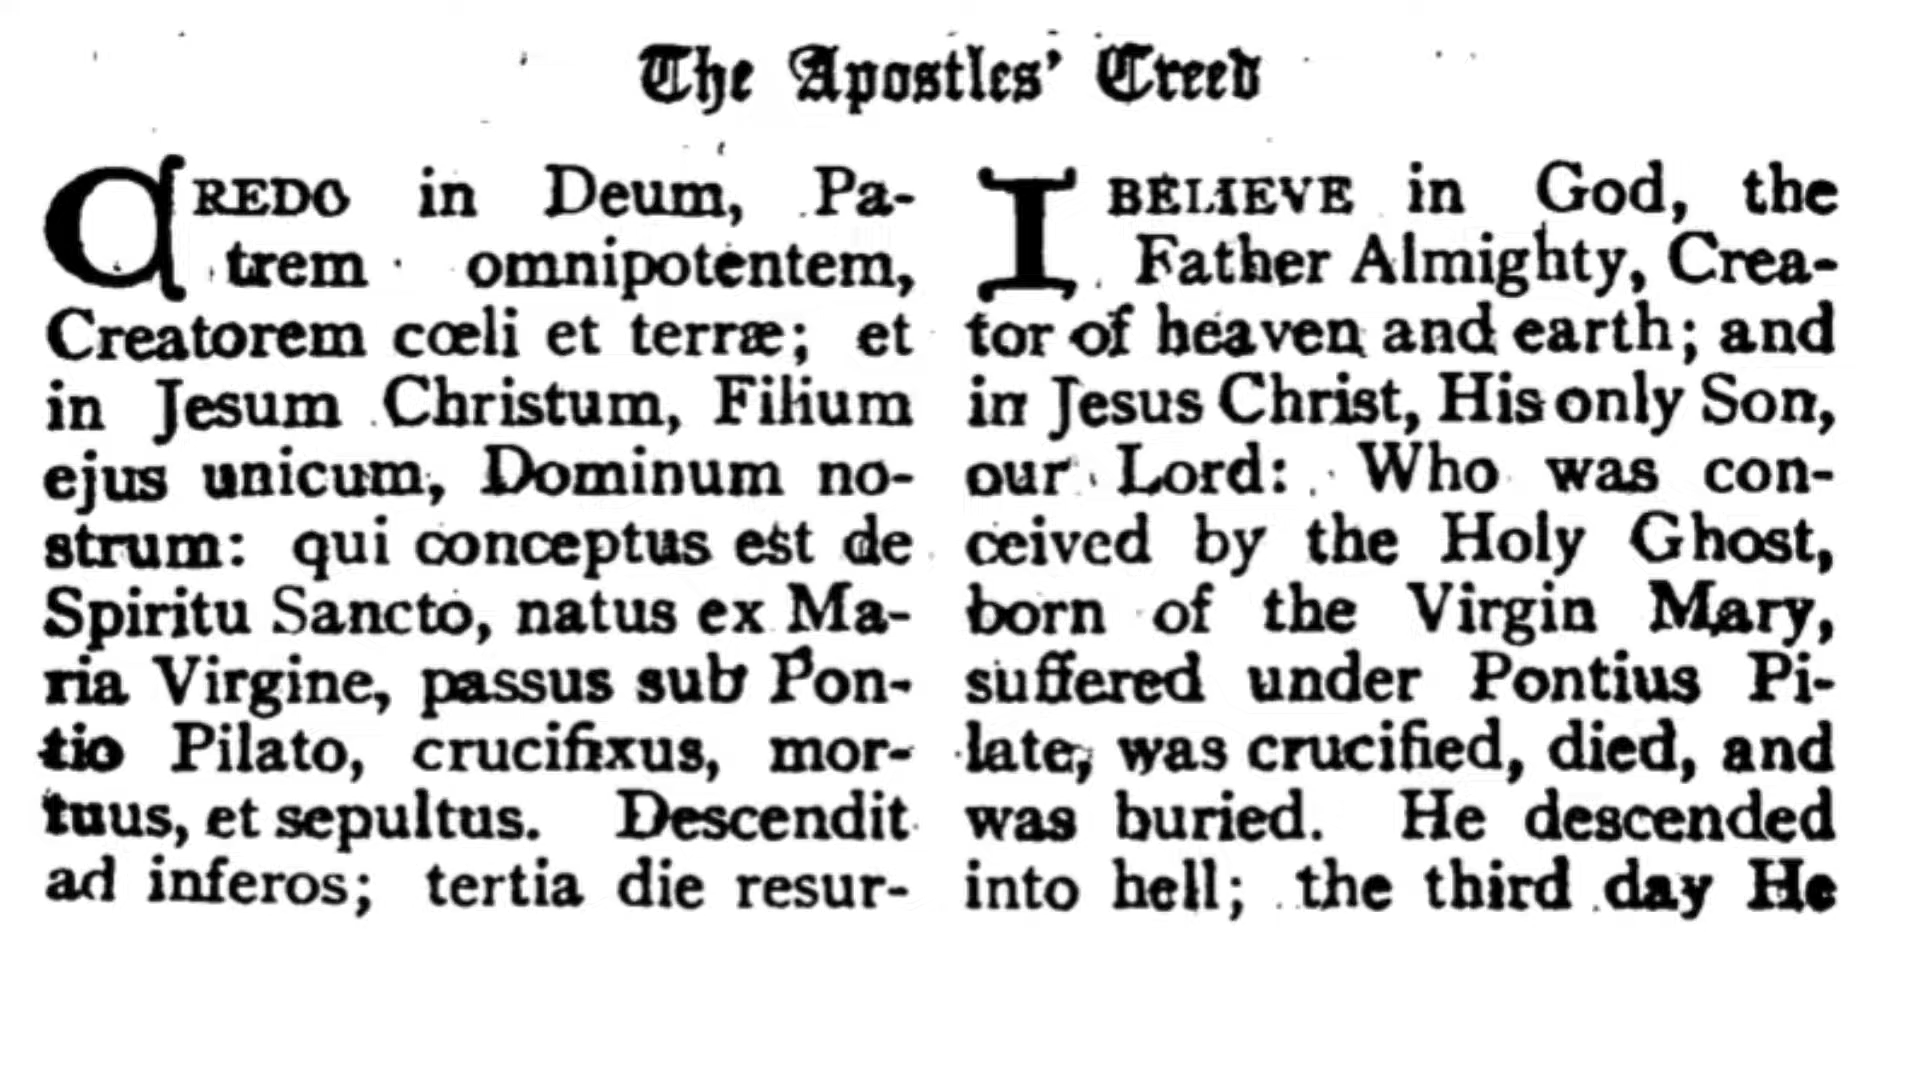 The Apostles' Creed
CREDO in Deum, Pa-
trem omnipotentem,
Creatorem cœli et terræ; et
in Jesum Christum, Filium
ejus unicum, Dominum no-
strum: qui conceptus est de
Spiritu Sancto, natus ex Ma-
ria Virgine, passus sub Pon-
tio Pilato, crucifixus, mor-
tuus, et sepultus. Descendit
ad inferos; tertia die resur-
I BELIEVE in God, the
Father Almighty, Crea-
tor of heaven and earth; and
in Jesus Christ, His only Son,
our Lord: Who was con-
ceived by the Holy Ghost,
born of the Virgin Mary,
suffered under Pontius Pi-
late, was crucified, died, and
was buried. He descended
into hell; the third day He